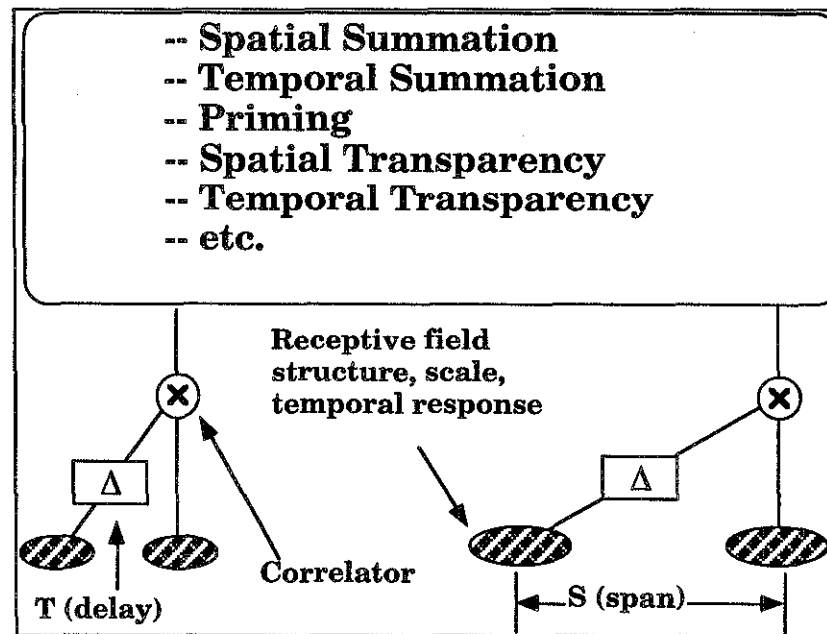 -- Spatial Summation
-- Temporal Summation
-- Priming
-- Spatial Transparency
-- Temporal Transparency
-- etc.
Receptive field
structure, scale,
temporal response
×
×
Δ
Δ
Correlator
T (delay)
S (span)